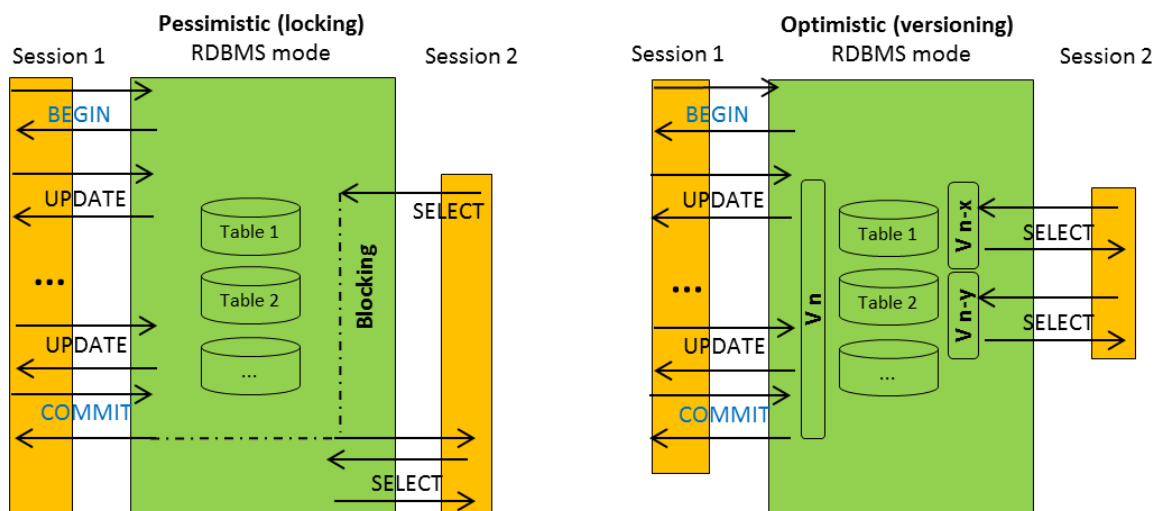 Pessimistic (locking)
RDBMS mode
Session 1
Session 2
BEGIN
UPDATE
SELECT
Table 1
...
Table 2
Blocking
UPDATE
...
COMMIT
SELECT
Optimistic (versioning)
RDBMS mode
Session 1
Session 2
BEGIN
UPDATE
V n-x
Table 1
SELECT
...
V n
Table 2
V n-y
SELECT
UPDATE
...
COMMIT